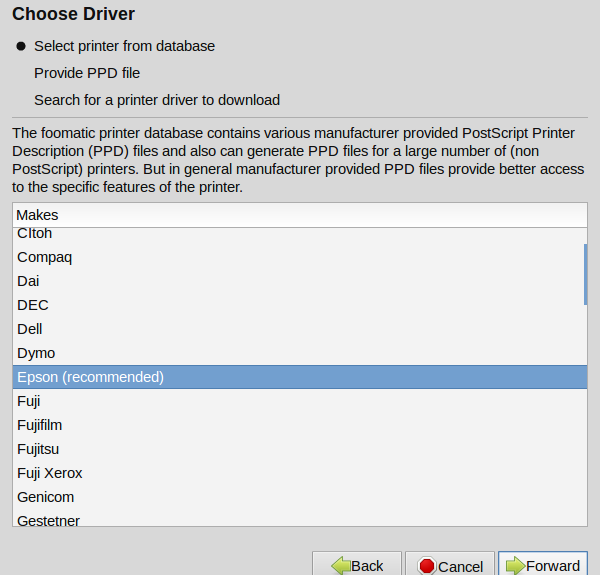 Choose Driver
Select printer from database
Provide PPD file
Search for a printer driver to download
The foomatic printer database contains various manufacturer provided PostScript Printer
Description (PPD) files and also can generate PPD files for a large number of (non
PostScript) printers. But in general manufacturer provided PPD files provide better access
to the specific features of the printer.
Makes
CItoh
Compaq
Dai
DEC
Dell
Dymo
Epson (recommended)
Fuji
Fujifilm
Fujitsu
Fuji Xerox
Genicom
Gestetner
Back
Cancel
Forward